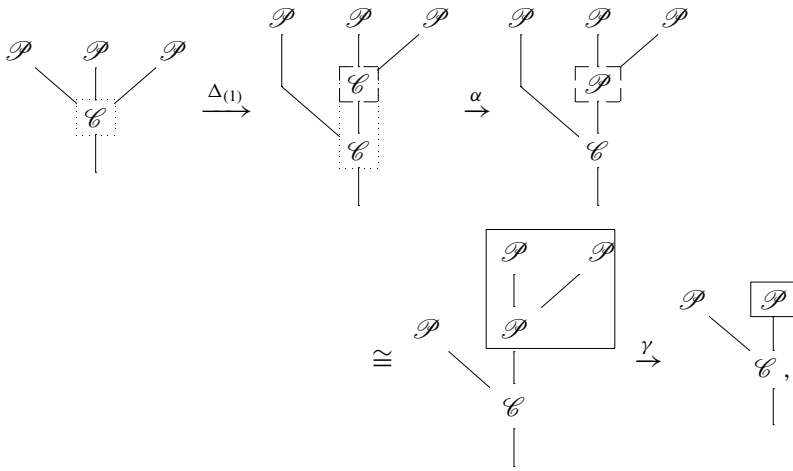 𝒫 𝒫
𝒫 𝒫 𝒫 𝒫 𝒫 𝒫 𝒫
𝒞 Δ₍₁₎ 𝒞 α 𝒫
𝒞 𝒞
𝒫 𝒫
𝒫 𝒫
≅ 𝒫 𝒫 γ
𝒞 𝒞 ,